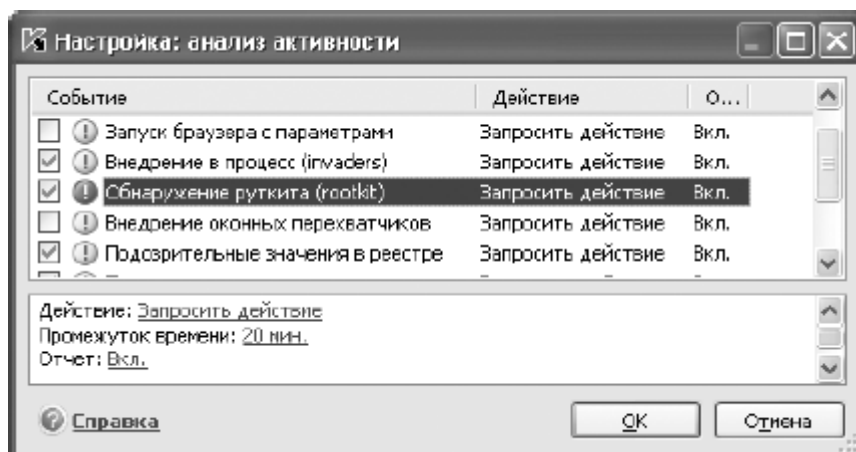 Настройка: анализ активности
Событие Действие О...
Запуск браузера с параметрами Запросить действие Вкл.
Внедрение в процесс (invaders) Запросить действие Вкл.
Обнаружение руткита (rootkit) Запросить действие Вкл.
Внедрение оконных перехватчиков Запросить действие Вкл.
Подозрительные значения в реестре Запросить действие Вкл.
Действие: Запросить действие
Промежуток времени: 20 мин.
Отчет: Вкл.
Справка OK Отмена